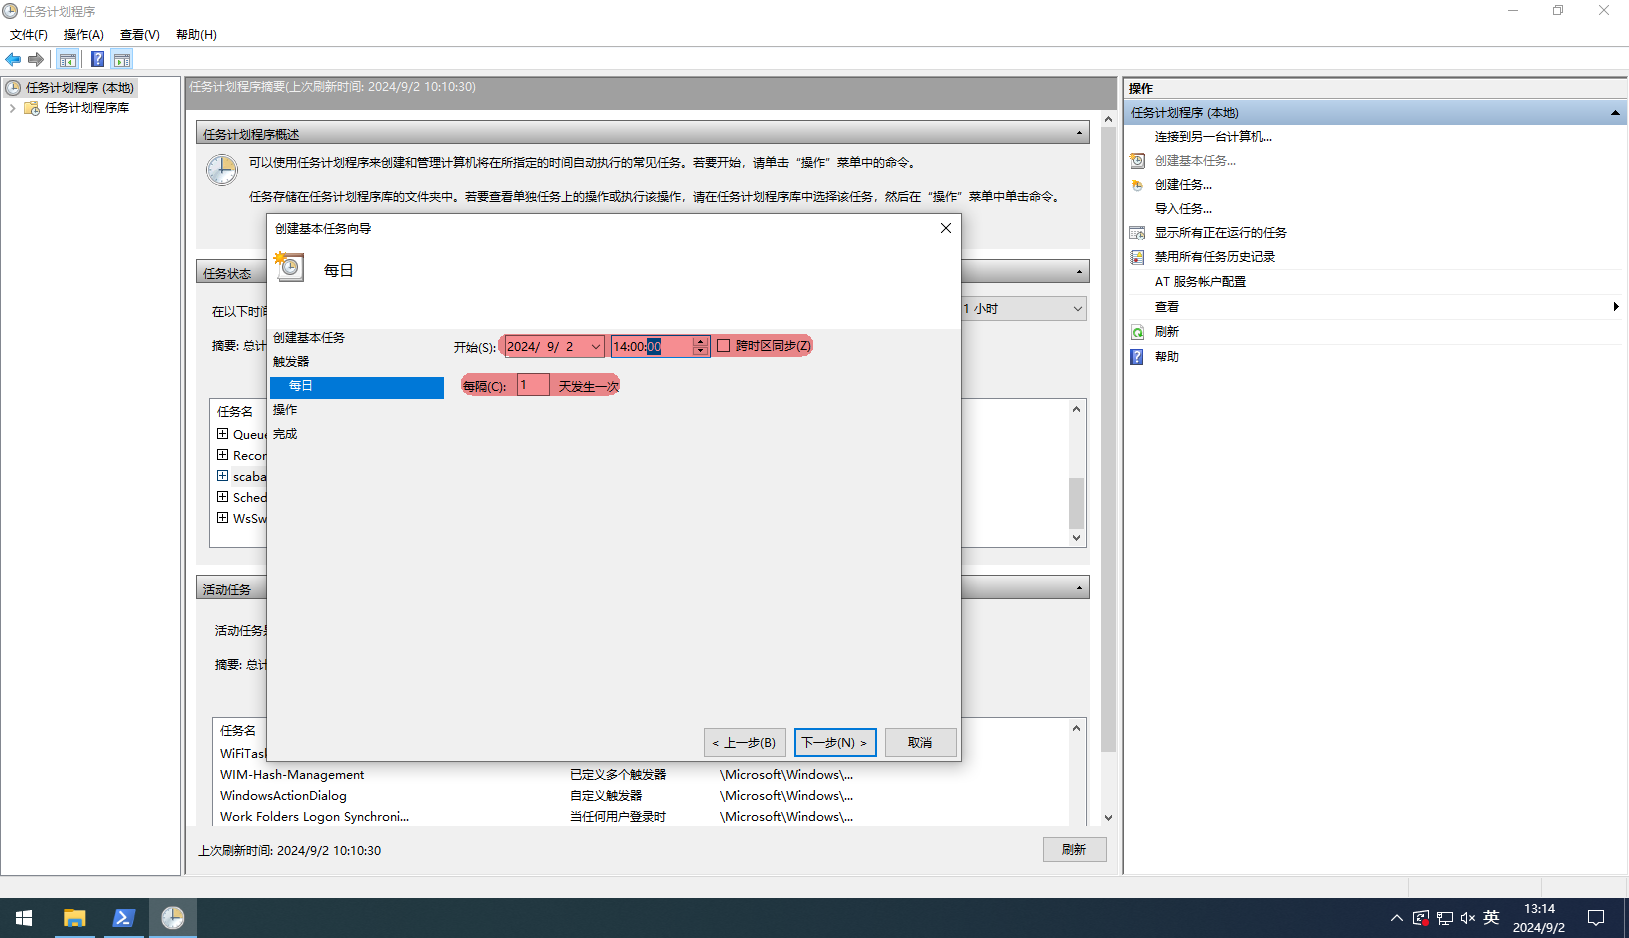 任务计划程序
文件(F) 操作(A) 查看(V) 帮助(H)
任务计划程序 (本地)
任务计划程序库
任务计划程序摘要(上次刷新时间: 2024/9/2 10:10:30)
任务计划程序概述
可以使用任务计划程序来创建和管理计算机将在所指定的时间自动执行的常见任务。若要开始，请单击“操作”菜单中的命令。
任务存储在任务计划程序库的文件夹中。若要查看单独任务上的操作或执行该操作，请在任务计划程序库中选择该任务，然后在“操作”菜单中单击命令。
任务状态
在以下时间
1 小时
摘要: 总计
任务名
Queue
Recor
scaba
Sched
WsSw
活动任务
活动任务是
摘要: 总计
任务名
WiFiTask
WIM-Hash-Management 已定义多个触发器 \Microsoft\Windows\...
WindowsActionDialog 自定义触发器 \Microsoft\Windows\...
Work Folders Logon Synchroni... 当任何用户登录时 \Microsoft\Windows\...
上次刷新时间: 2024/9/2 10:10:30
刷新
创建基本任务向导
每日
创建基本任务
触发器
每日
操作
完成
开始(S): 2024/ 9/ 2 14:00:00 跨时区同步(Z)
每隔(C): 1 天发生一次
< 上一步(B) 下一步(N) > 取消
操作
任务计划程序 (本地)
连接到另一台计算机...
创建基本任务...
创建任务...
导入任务...
显示所有正在运行的任务
禁用所有任务历史记录
AT 服务帐户配置
查看
刷新
帮助
英
13:14
2024/9/2